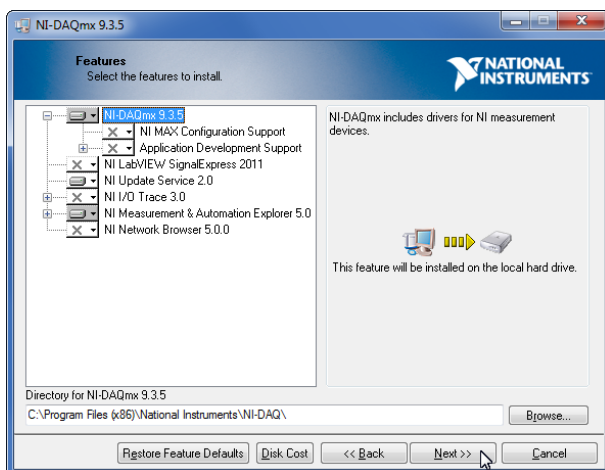 NI-DAQmx 9.3.5
Features
Select the features to install.
NATIONAL
INSTRUMENTS
NI-DAQmx 9.3.5
NI MAX Configuration Support
Application Development Support
NI LabVIEW SignalExpress 2011
NI Update Service 2.0
NI I/O Trace 3.0
NI Measurement & Automation Explorer 5.0
NI Network Browser 5.0.0
NI-DAQmx includes drivers for NI measurement
devices.
This feature will be installed on the local hard drive.
Directory for NI-DAQmx 9.3.5
C:\Program Files (x86)\National Instruments\NI-DAQ\
Browse...
Restore Feature Defaults
Disk Cost
<< Back
Next >>
Cancel